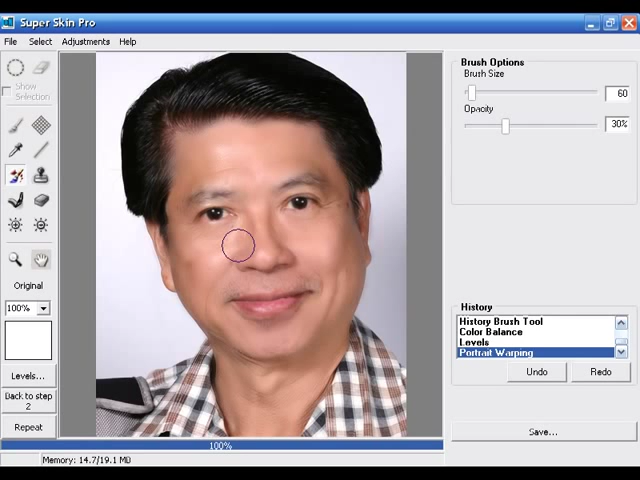 Super Skin Pro
File Select Adjustments Help
Show
Selection
Original
100%
Levels...
Back to step
2
Repeat
Brush Options
Brush Size
60
Opacity
30%
History
History Brush Tool
Color Balance
Levels
Portrait Warping
Undo Redo
Save...
100%
Memory: 14.7/19.1 MB